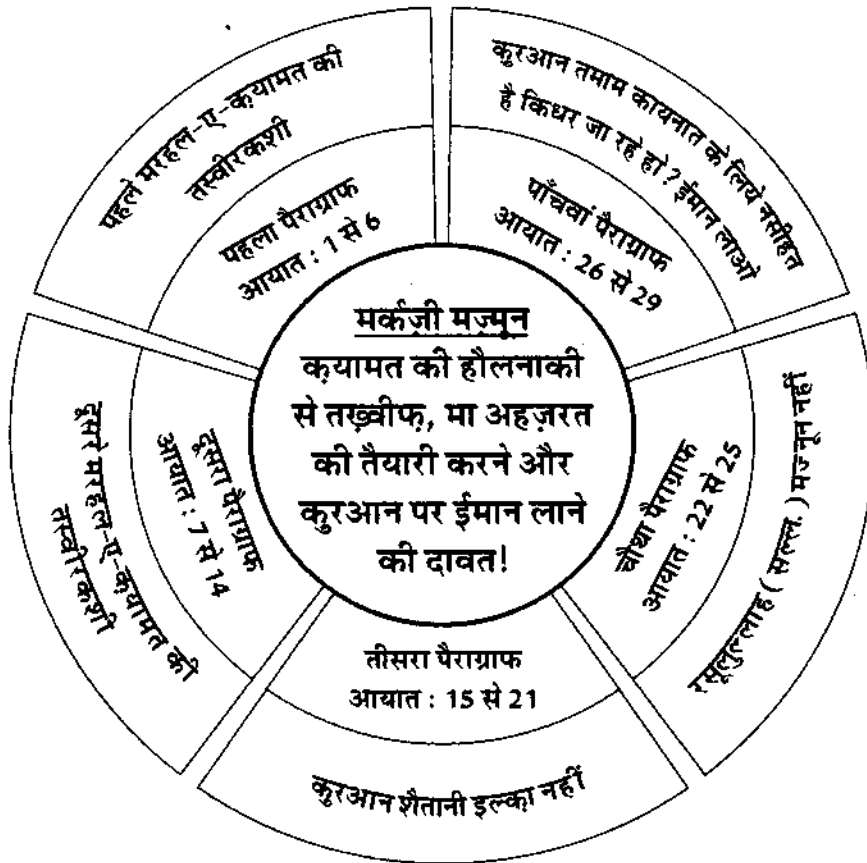 मर्कज़ी मज़्मून
क़यामत की हौलनाकी
से तख़्वीफ़, मा अहज़रत
की तैयारी करने और
क़ुरआन पर ईमान लाने
की दावत!
पहले मरहल-ए-क़यामत की
तस्वीरकशी
पहला पैराग्राफ
आयात : 1 से 6
दूसरे मरहल-ए-क़यामत की
तस्वीरकशी
दूसरा पैराग्राफ
आयात : 7 से 14
तीसरा पैराग्राफ
आयात : 15 से 21
क़ुरआन शैतानी इल्क़ा नहीं
चौथा पैराग्राफ
आयात : 22 से 25
रसूलुल्लाह ( सल्ल. ) मज्नून नहीं
क़ुरआन तमाम कायनात के लिये नसीहत
है किधर जा रहे हो? ईमान लाओ
पाँचवां पैराग्राफ
आयात : 26 से 29